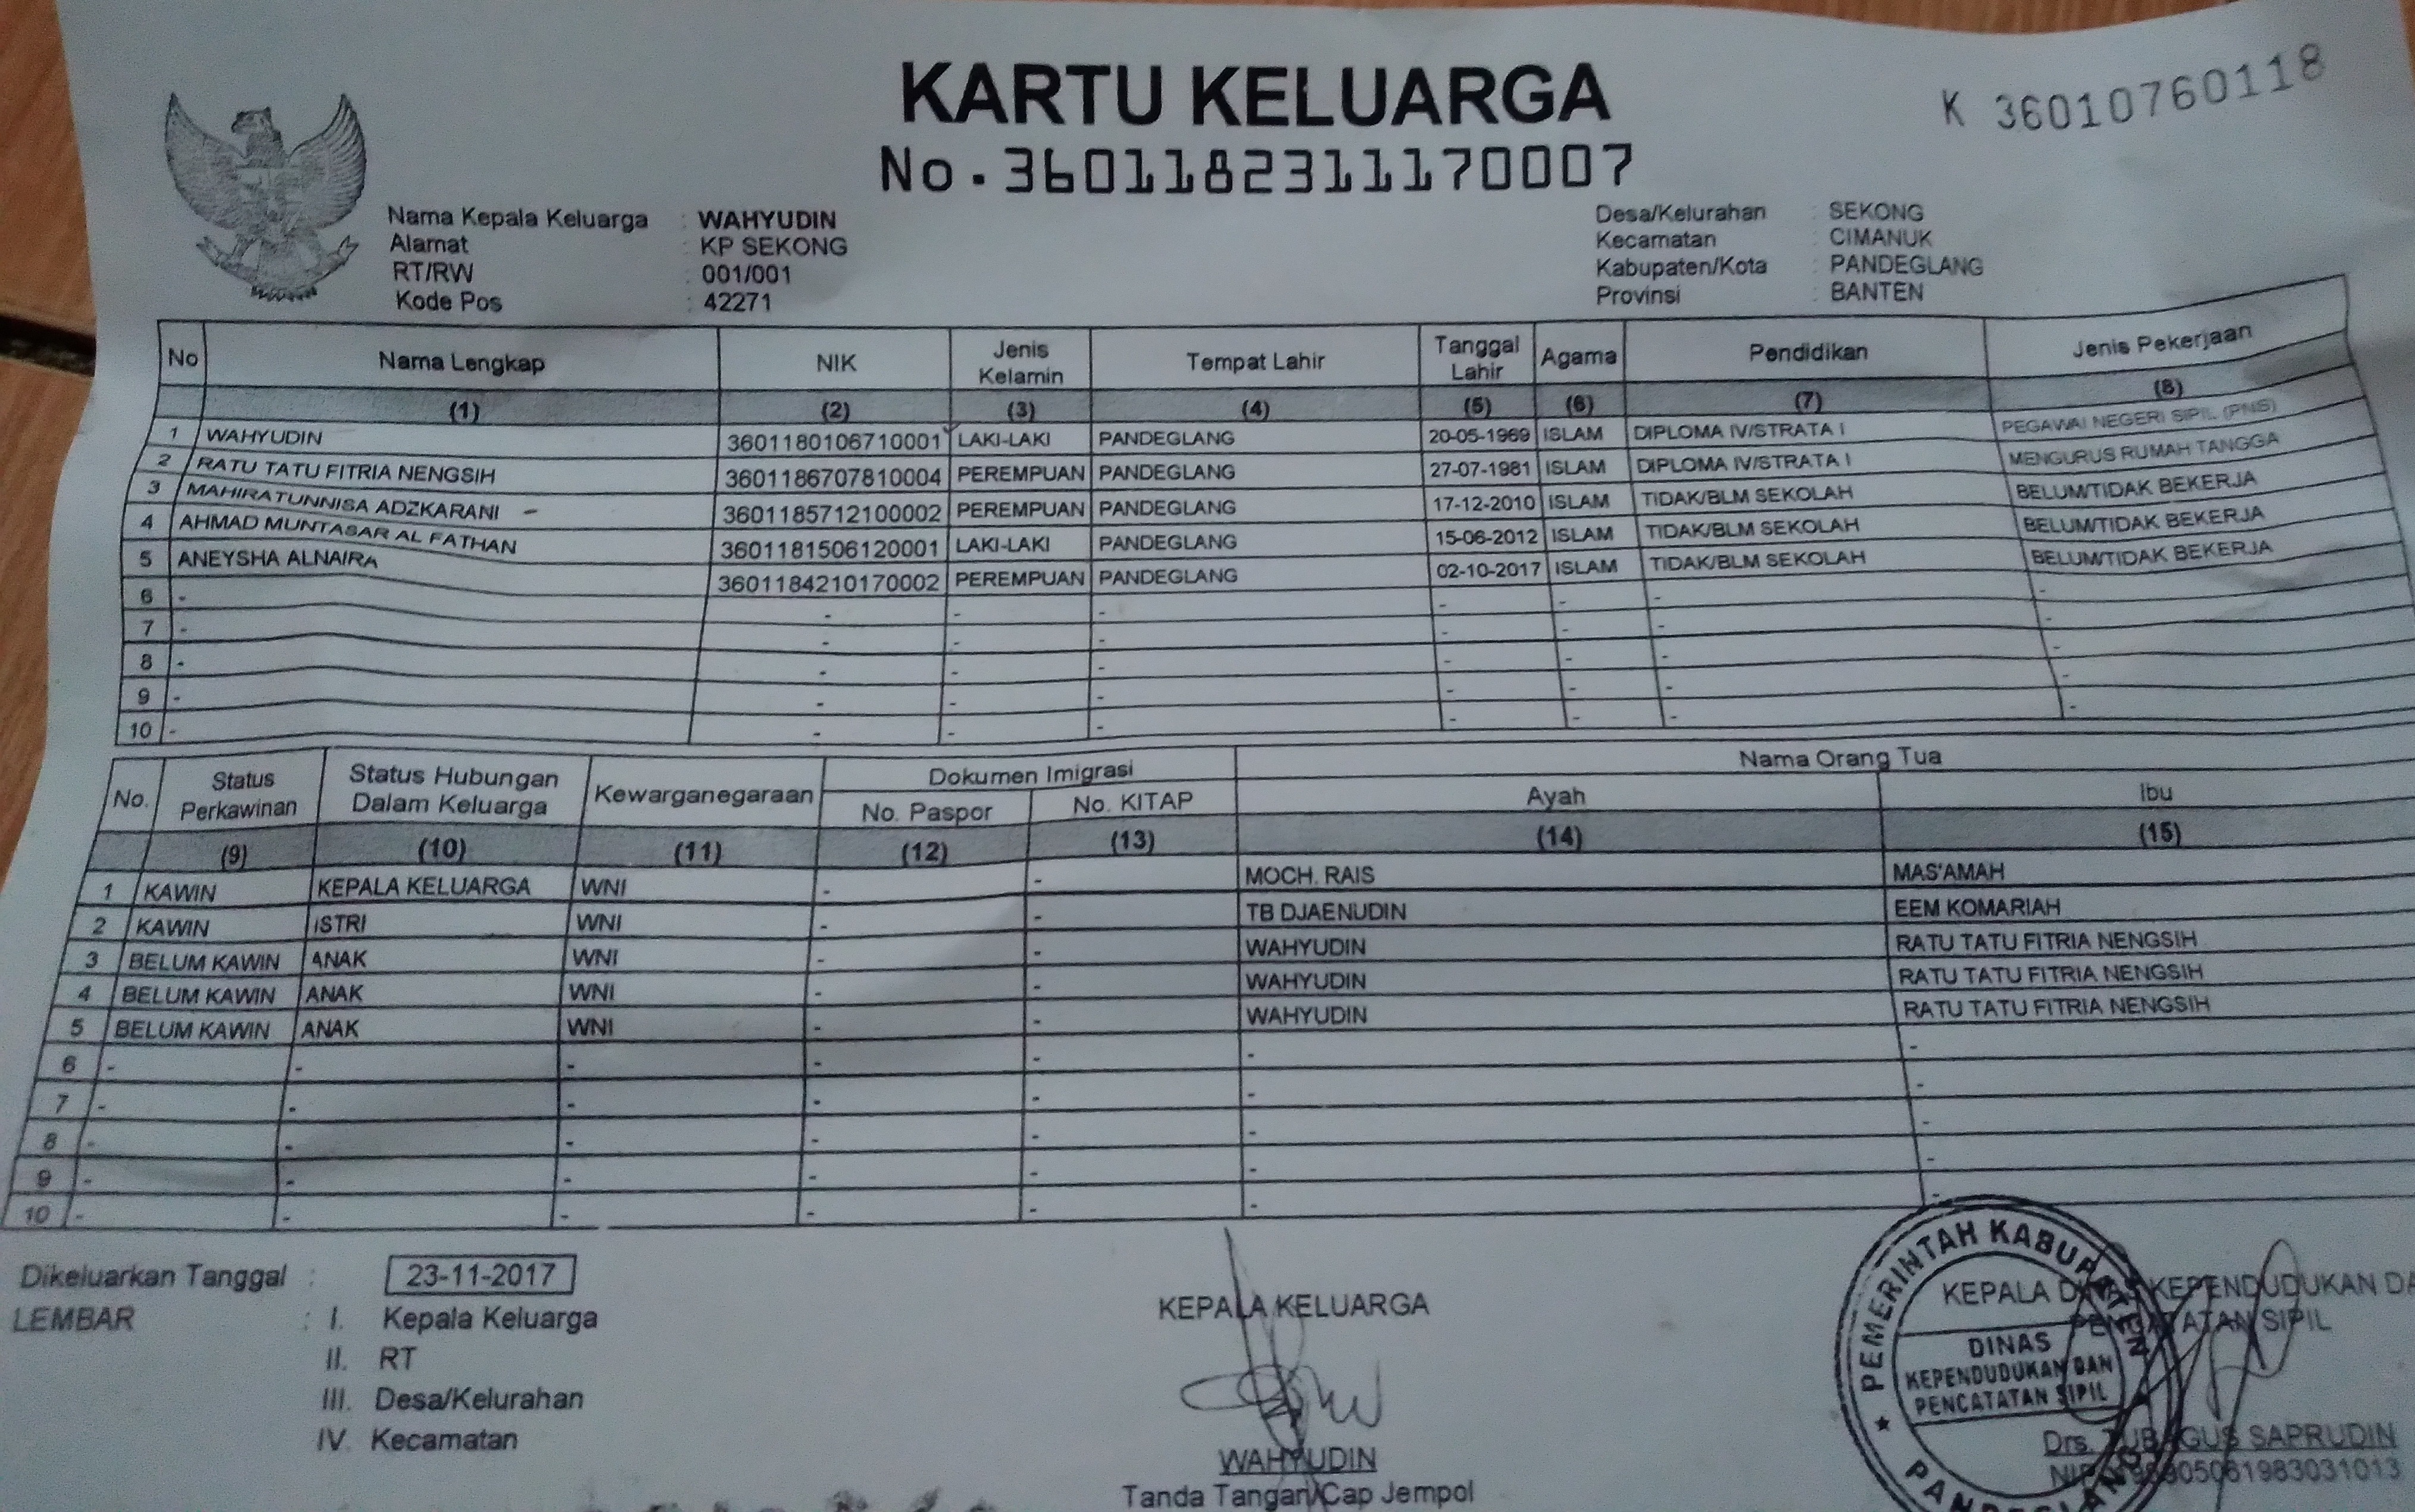 KARTU KELUARGA
K 36010760118
No. 3601182311170007
Nama Kepala Keluarga : WAHYUDIN
Alamat : KP SEKONG
RT/RW : 001/001
Kode Pos : 42271
Desa/Kelurahan : SEKONG
Kecamatan : CIMANUK
Kabupaten/Kota : PANDEGLANG
Provinsi : BANTEN
No Nama Lengkap NIK Jenis Kelamin Tempat Lahir Tanggal Lahir Agama Pendidikan Jenis Pekerjaan
(1) (2) (3) (4) (5) (6) (7) (8)
1 WAHYUDIN 3601180106710001 LAKI-LAKI PANDEGLANG 20-05-1969 ISLAM DIPLOMA IV/STRATA I PEGAWAI NEGERI SIPIL (PNS)
2 RATU TATU FITRIA NENGSIH 3601186707810004 PEREMPUAN PANDEGLANG 27-07-1981 ISLAM DIPLOMA IV/STRATA I MENGURUS RUMAH TANGGA
3 MAHIRATUNNISA ADZKARANI - 3601185712100002 PEREMPUAN PANDEGLANG 17-12-2010 ISLAM TIDAK/BLM SEKOLAH BELUM/TIDAK BEKERJA
4 AHMAD MUNTASAR AL FATHAN 3601181506120001 LAKI-LAKI PANDEGLANG 15-06-2012 ISLAM TIDAK/BLM SEKOLAH BELUM/TIDAK BEKERJA
5 ANEYSHA ALNAIRA 3601184210170002 PEREMPUAN PANDEGLANG 02-10-2017 ISLAM TIDAK/BLM SEKOLAH BELUM/TIDAK BEKERJA
6 - - - - - - - -
7 - - - - - - - -
8 - - - - - - - -
9 - - - - - - - -
10 - - - - - - - -
No. Status Perkawinan Status Hubungan Dalam Keluarga Kewarganegaraan Dokumen Imigrasi Nama Orang Tua
No. Paspor No. KITAP Ayah Ibu
(9) (10) (11) (12) (13) (14) (15)
1 KAWIN KEPALA KELUARGA WNI - - MOCH. RAIS MAS'AMAH
2 KAWIN ISTRI WNI - - TB DJAENUDIN EEM KOMARIAH
3 BELUM KAWIN ANAK WNI - - WAHYUDIN RATU TATU FITRIA NENGSIH
4 BELUM KAWIN ANAK WNI - - WAHYUDIN RATU TATU FITRIA NENGSIH
5 BELUM KAWIN ANAK WNI - - WAHYUDIN RATU TATU FITRIA NENGSIH
6 - - - - - - -
7 - - - - - - -
8 - - - - - - -
9 - - - - - - -
10 - - - - - - -
Dikeluarkan Tanggal : 23-11-2017
LEMBAR : I. Kepala Keluarga
II. RT
III. Desa/Kelurahan
IV. Kecamatan
KEPALA KELUARGA
WAHYUDIN
Tanda Tangan/Cap Jempol
KEPALA DINAS KEPENDUDUKAN DA
PENCATATAN SIPIL
PEMERINTAH KABUPATEN
DINAS
KEPENDUDUKAN DAN
PENCATATAN SIPIL
PANDEGLANG
Drs. TUBAGUS SAPRUDIN